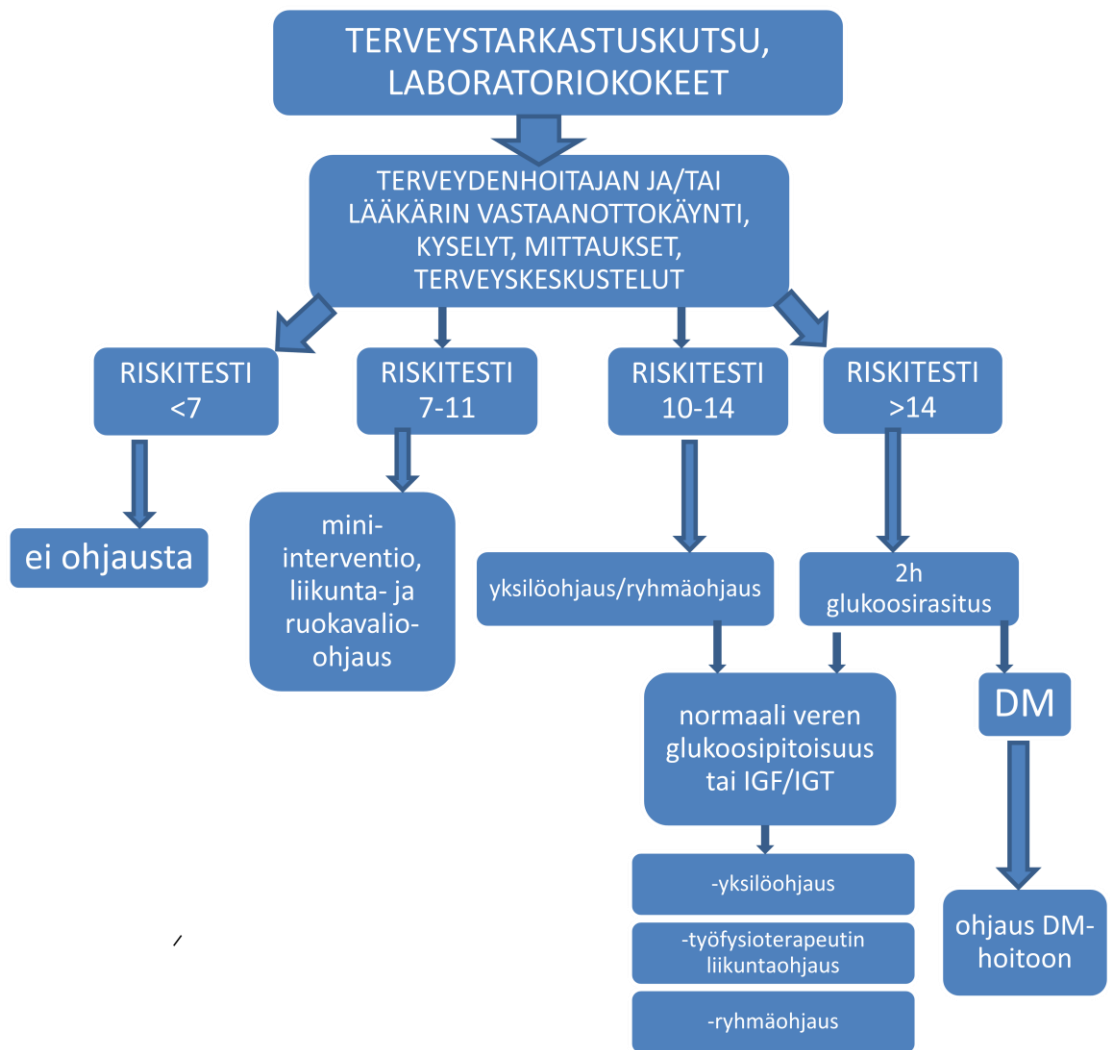 TERVEYSTARKASTUSKUTSU,
LABORATORIOKOKEET
TERVEYDENHOITAJAN JA/TAI
LÄÄKÄRIN VASTAANOTTOKÄYNTI,
KYSELYT, MITTAUKSET,
TERVEYSKESKUSTELUT
RISKITESTI
<7
RISKITESTI
7-11
RISKITESTI
10-14
RISKITESTI
>14
ei ohjausta
mini-
interventio,
liikunta- ja
ruokavalio-
ohjaus
yksilöohjaus/ryhmäohjaus
2h
glukoosirasitus
normaali veren
glukoosipitoisuus
tai IGF/IGT
DM
-yksilöohjaus
-työfysioterapeutin
liikuntaohjaus
-ryhmäohjaus
ohjaus DM-
hoitoon